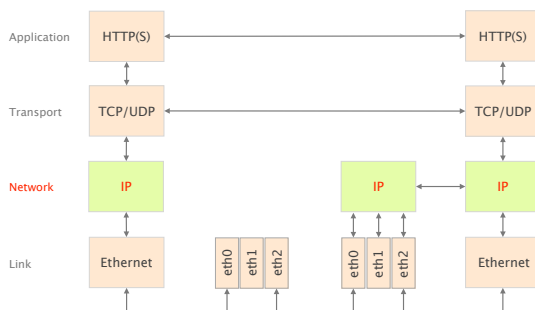 Application
HTTP(S)
HTTP(S)
Transport
TCP/UDP
TCP/UDP
Network
IP
IP
IP
Link
Ethernet
eth0
eth1
eth2
eth0
eth1
eth2
Ethernet